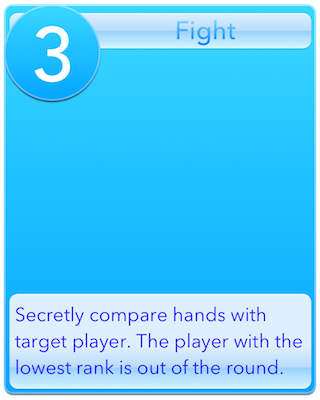 3
Fight
Secretly compare hands with
target player. The player with the
lowest rank is out of the round.